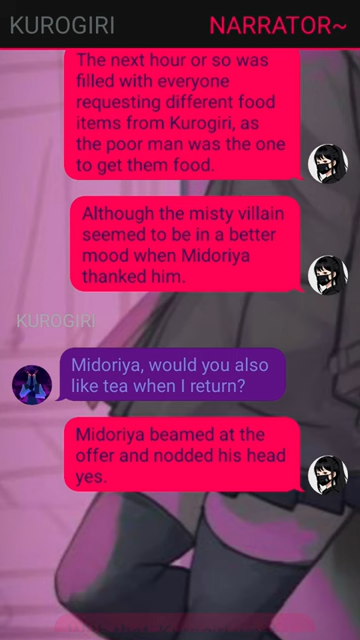 KUROGIRI NARRATOR~
The next hour or so was
filled with everyone
requesting different food
items from Kurogiri, as
the poor man was the one
to get them food.
Although the misty villain
seemed to be in a better
mood when Midoriya
thanked him.
KUROGIRI
Midoriya, would you also
like tea when I return?
Midoriya beamed at the
offer and nodded his head
yes.